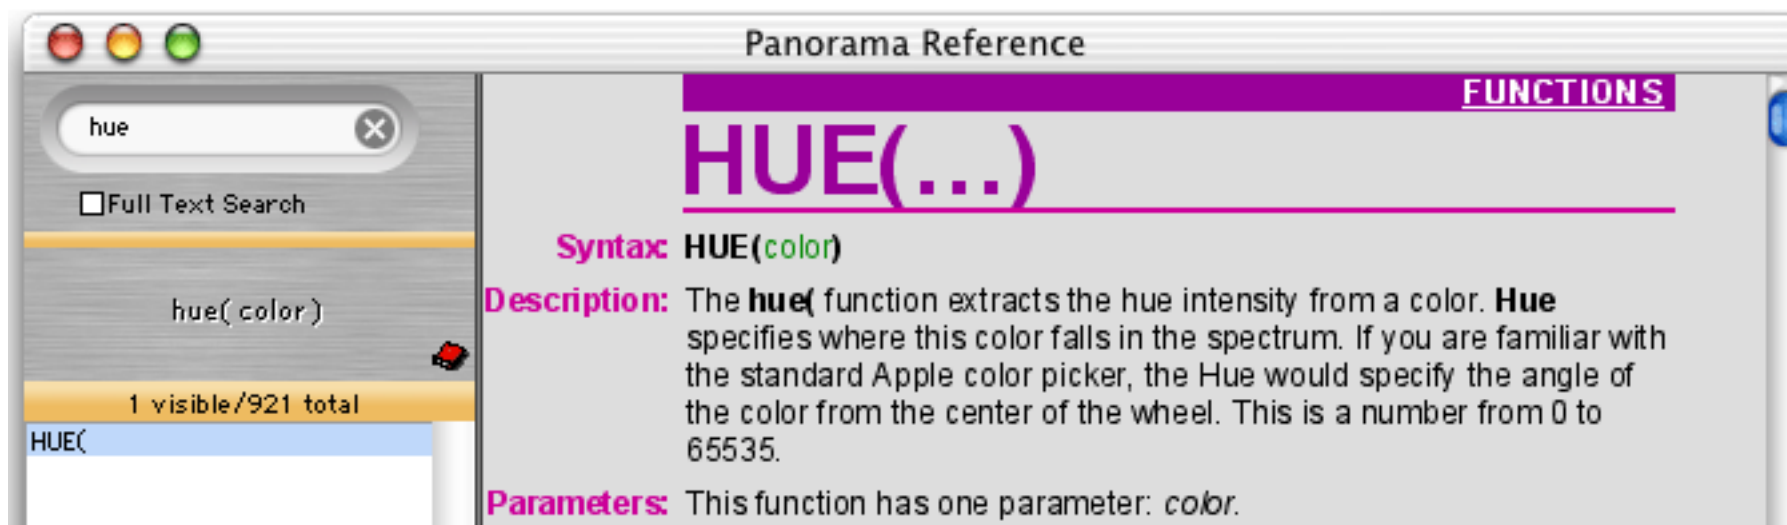 Panorama Reference
hue
Full Text Search
hue( color )
1 visible/921 total
HUE(
FUNCTIONS
HUE(...)
Syntax: HUE(color)
Description: The hue( function extracts the hue intensity from a color. Hue
specifies where this color falls in the spectrum. If you are familiar with
the standard Apple color picker, the Hue would specify the angle of
the color from the center of the wheel. This is a number from 0 to
65535.
Parameters: This function has one parameter: color.